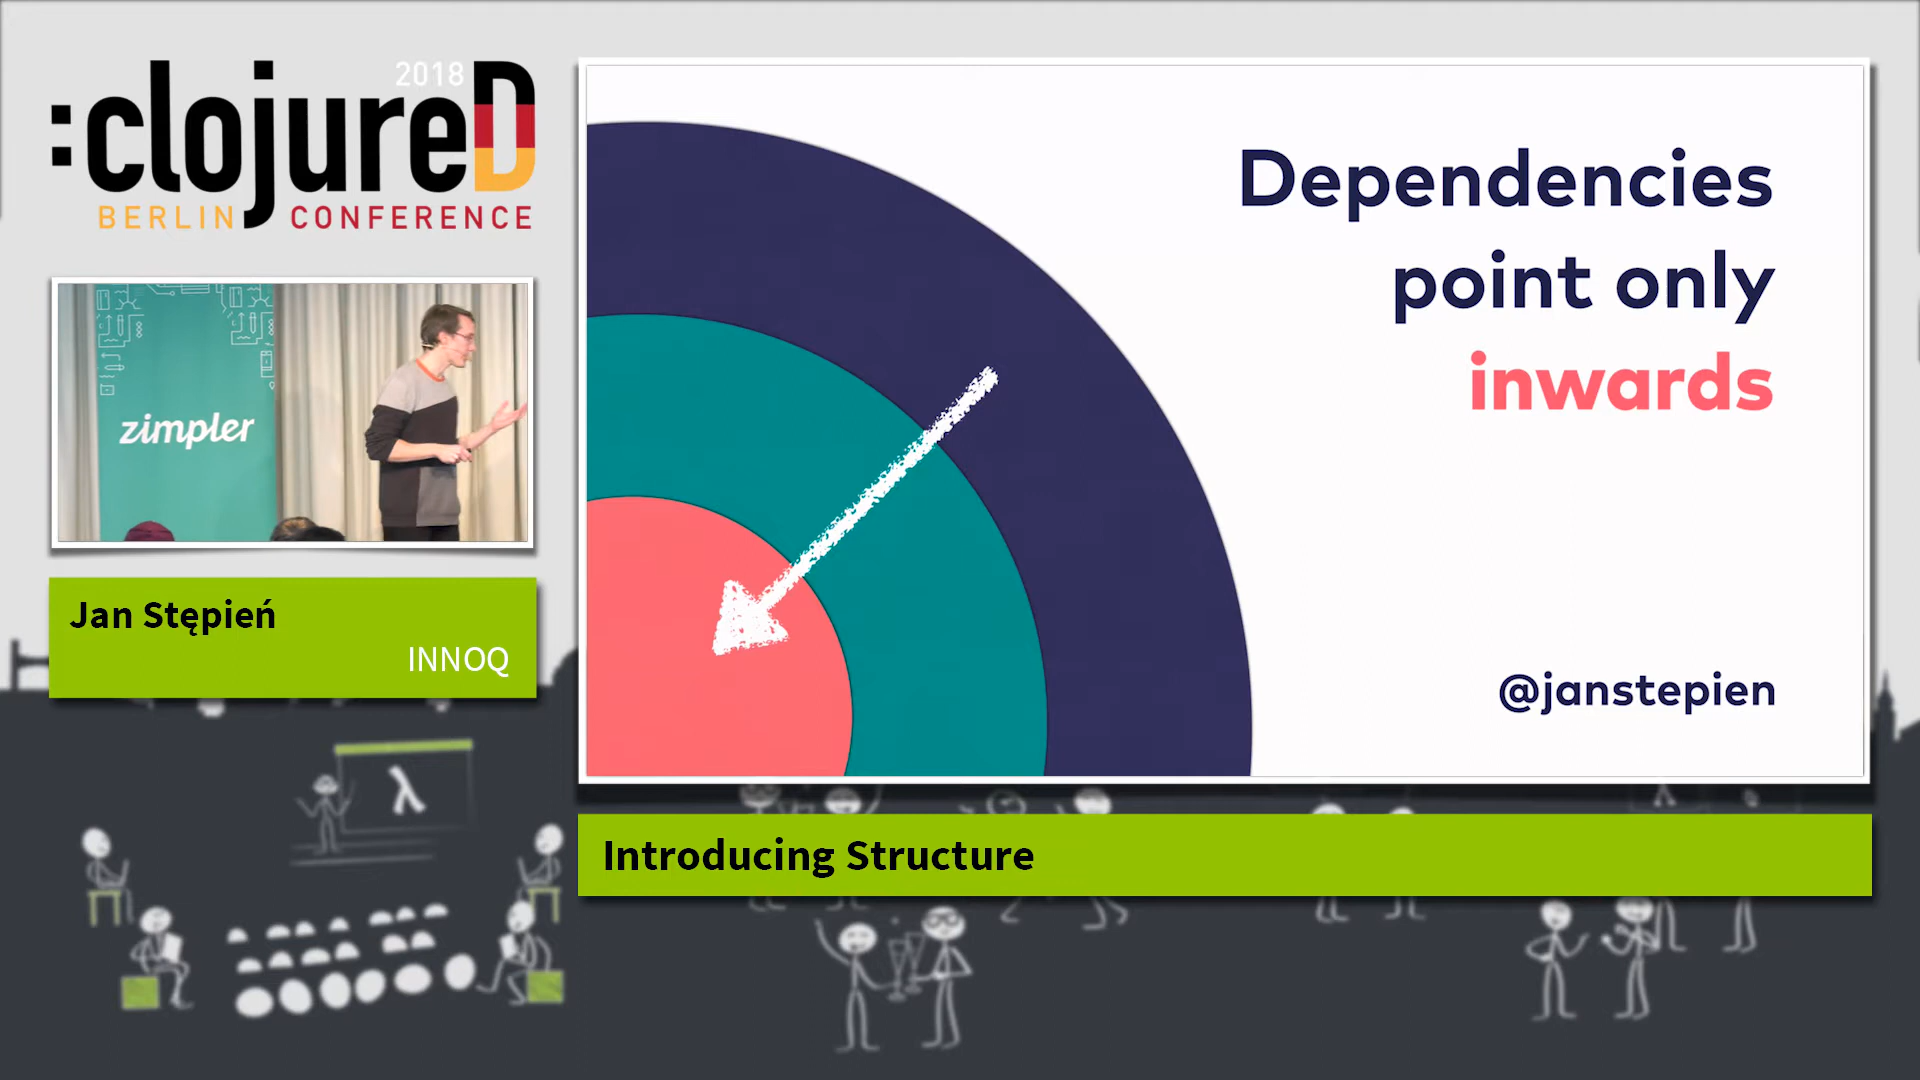 2018
:clojureD
BERLIN CONFERENCE
zimpler
Jan Stępień
INNOQ
Dependencies
point only
inwards
@janstepien
Introducing Structure
λ